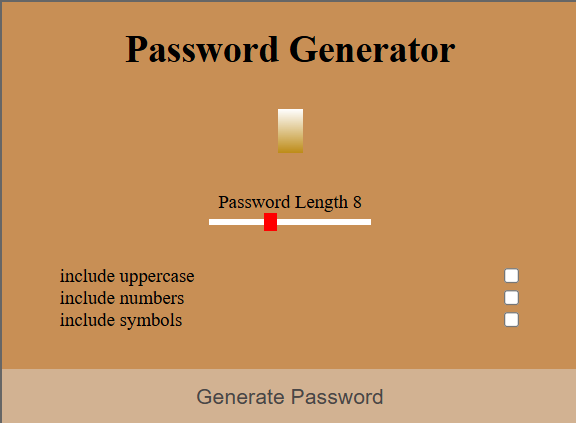 Password Generator
Password Length 8
include uppercase
include numbers
include symbols
Generate Password